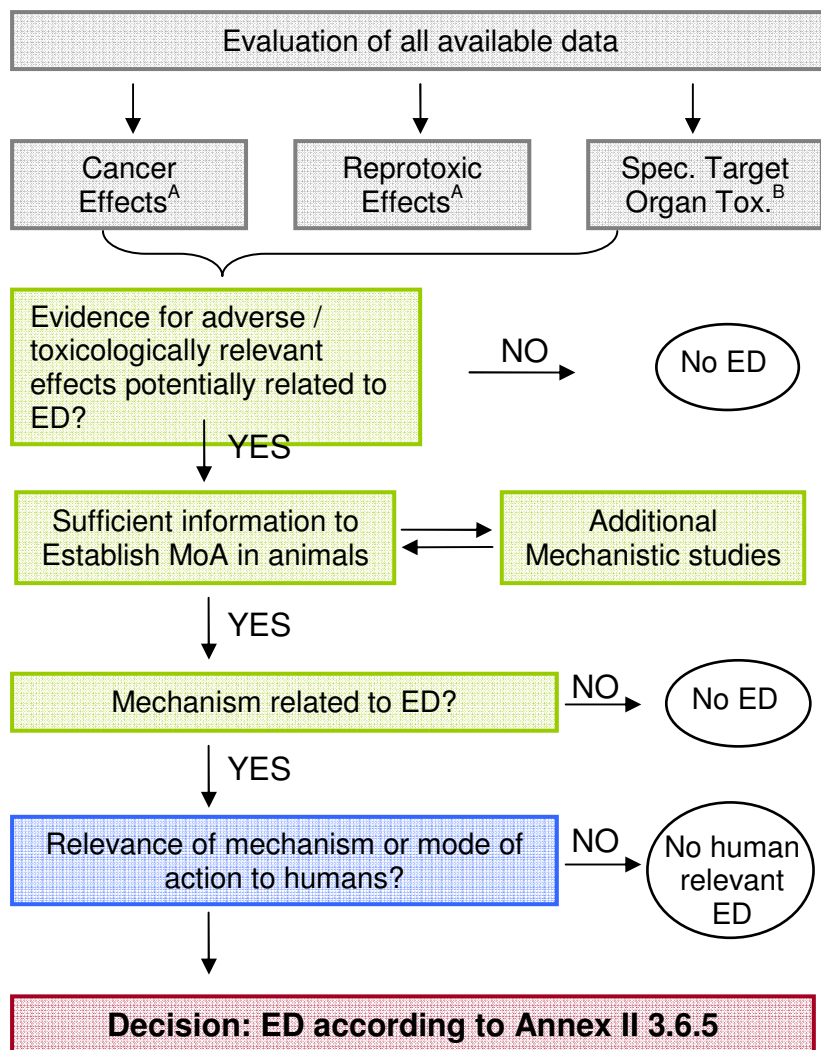 Evaluation of all available data
Cancer
Effects^A
Reprotoxic
Effects^A
Spec. Target
Organ Tox.^B
Evidence for adverse /
toxicologically relevant
effects potentially related to
ED?
NO
No ED
YES
Sufficient information to
Establish MoA in animals
Additional
Mechanistic studies
YES
Mechanism related to ED?
NO
No ED
YES
Relevance of mechanism or mode of
action to humans?
NO
No human
relevant
ED
Decision: ED according to Annex II 3.6.5